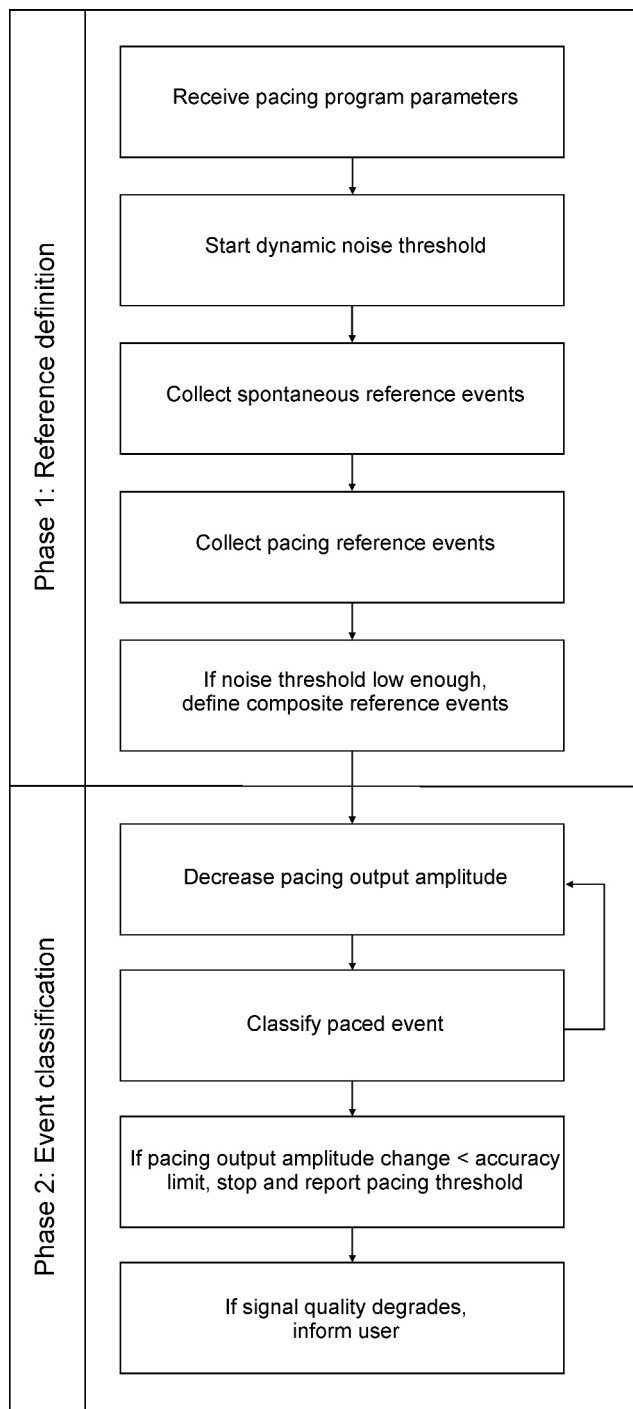 Phase 1: Reference definition
Receive pacing program parameters
Start dynamic noise threshold
Collect spontaneous reference events
Collect pacing reference events
If noise threshold low enough,
define composite reference events
Phase 2: Event classification
Decrease pacing output amplitude
Classify paced event
If pacing output amplitude change < accuracy
limit, stop and report pacing threshold
If signal quality degrades,
inform user